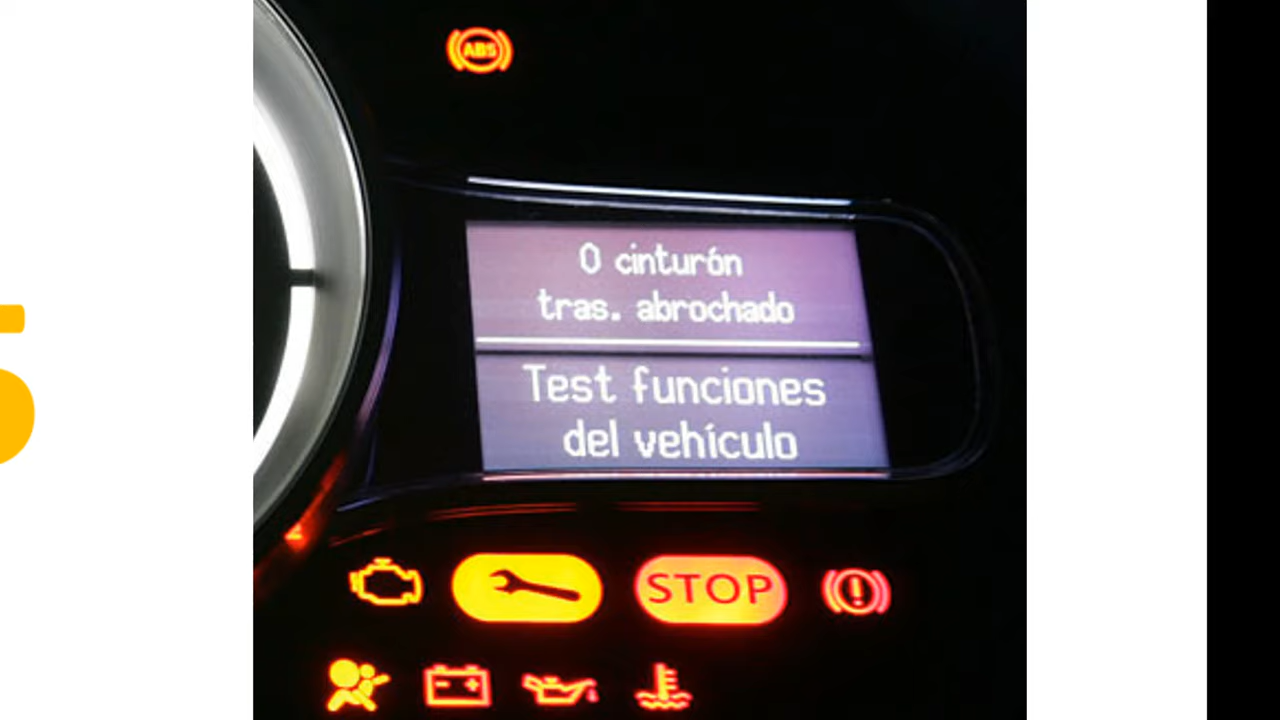 ABS
0 cinturón
tras. abrochado
Test funciones
del vehículo
STOP